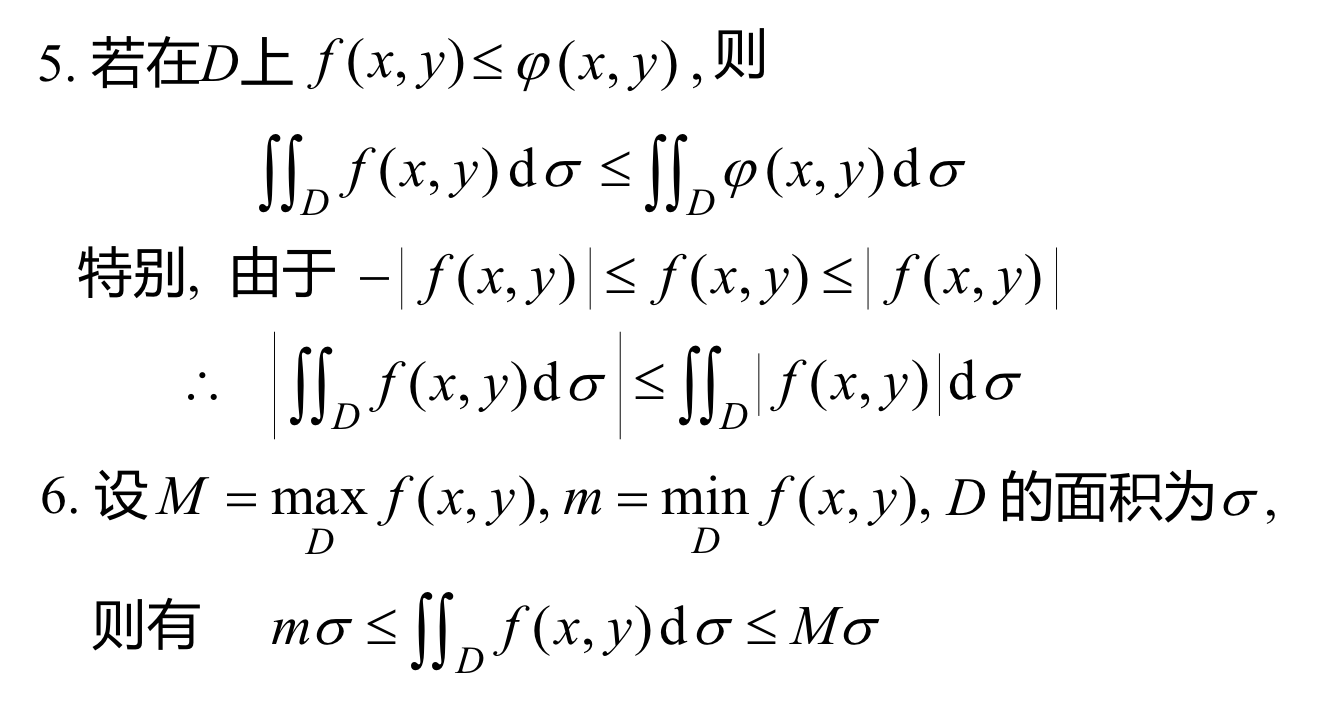 5. 若在D上 f(x, y) ≤ φ(x, y) , 则
∬_D f(x, y) dσ ≤ ∬_D φ(x, y) dσ
特别, 由于 −| f(x, y) | ≤ f(x, y) ≤ | f(x, y) |
∴ | ∬_D f(x, y) dσ | ≤ ∬_D | f(x, y) | dσ
6. 设 M = max_D f(x, y), m = min_D f(x, y), D 的面积为σ ,
则有 mσ ≤ ∬_D f(x, y) dσ ≤ Mσ